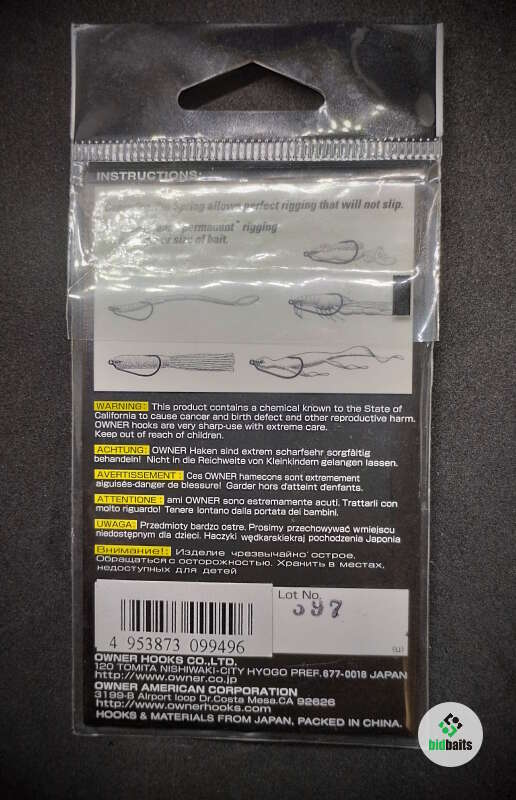 INSTRUCTIONS:
Spring allows perfect rigging that will not slip.
"permanent" rigging
or size of bait.
WARNING: This product contains a chemical known to the State of
California to cause cancer and birth defect and other reproductive harm.
OWNER hooks are very sharp-use with extreme care.
Keep out of reach of children.
ACHTUNG: OWNER Haken sind extrem scharfsehr sorgfältig
behandeln! Nicht in die Reichweite von Kleinkindern gelangen lassen.
AVERTISSEMENT: Ces OWNER hamecons sont extremement
aiguisés-danger de blessure! Garder hors d'atteint d'enfants.
ATTENTIONE: ami OWNER sono estremamente acuti. Trattarli con
molto riguardo! Tenere lontano dalla portata dei bambini.
UWAGA: Przedmioty bardzo ostre. Prosimy przechowywać wmiejscu
niedostępnym dla dzieci. Haczyki wędkarskiekraj pochodzenia Japonia
Внимание!: Изделие чрезвычайно острое.
Обращаться с осторожностью. Хранить в местах,
недоступных для детей
Lot No.
397
4 953873 099496
OWNER HOOKS CO.,LTD.
120 TOMITA NISHIWAKI-CITY HYOGO PREF.677-0018 JAPAN
http://www.owner.co.jp
OWNER AMERICAN CORPORATION
3199-B Airport loop Dr.Costa Mesa.CA 92626
http://www.ownerhooks.com
HOOKS & MATERIALS FROM JAPAN, PACKED IN CHINA.
bidbaits